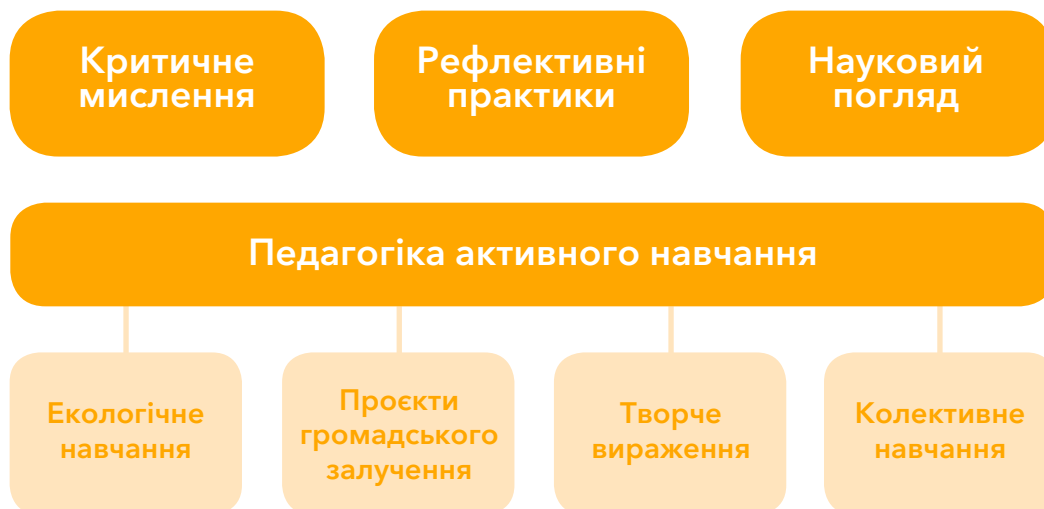 Критичне
мислення
Рефлективні
практики
Науковий
погляд
Педагогіка активного навчання
Екологічне
навчання
Проєкти
громадського
залучення
Творче
вираження
Колективне
навчання